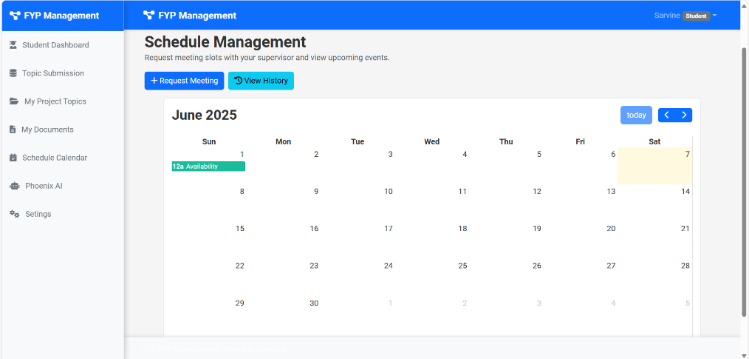 FYP Management
FYP Management
Sarvine Student
Student Dashboard
Topic Submission
My Project Topics
My Documents
Schedule Calendar
Phoenix AI
Setings
Schedule Management
Request meeting slots with your supervisor and view upcoming events.
+ Request Meeting View History
June 2025
today
Sun Mon Tue Wed Thu Fri Sat
1 2 3 4 5 6 7
12a Availability
8 9 10 11 12 13 14
15 16 17 18 19 20 21
22 23 24 25 26 27 28
29 30 1 2 3 4 5